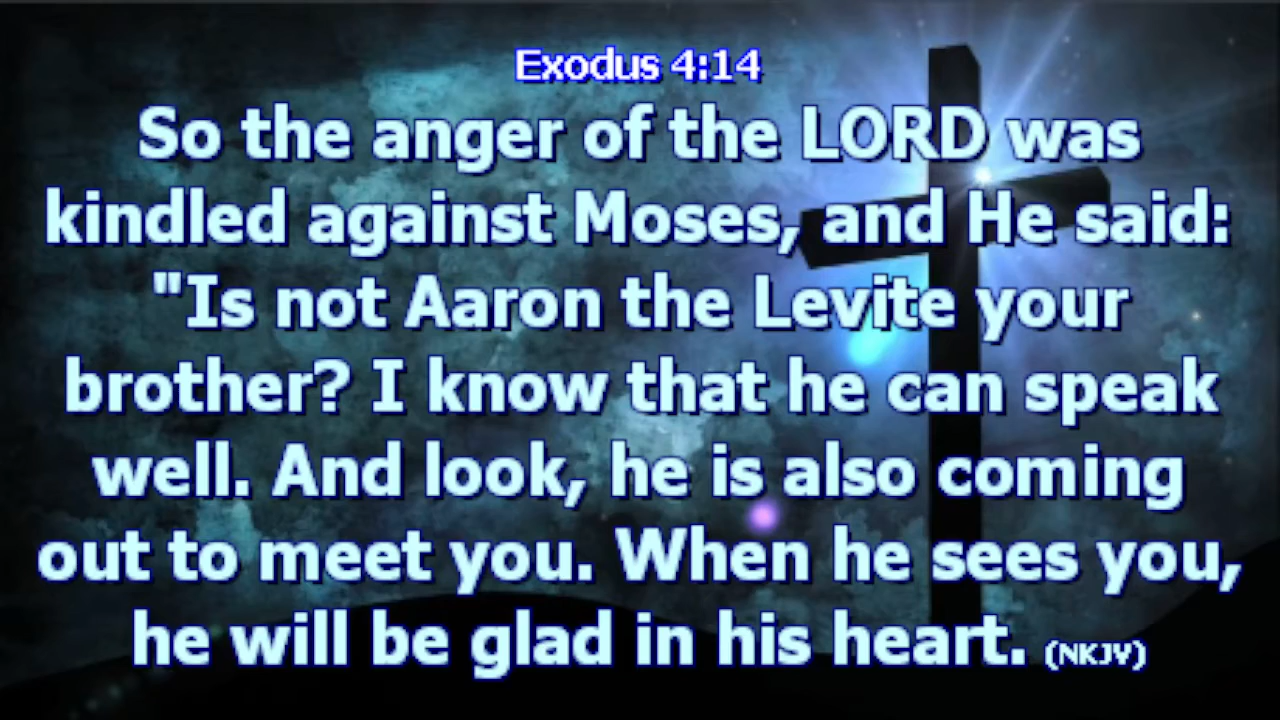 Exodus 4:14
So the anger of the LORD was
kindled against Moses, and He said:
"Is not Aaron the Levite your
brother? I know that he can speak
well. And look, he is also coming
out to meet you. When he sees you,
he will be glad in his heart. (NKJV)